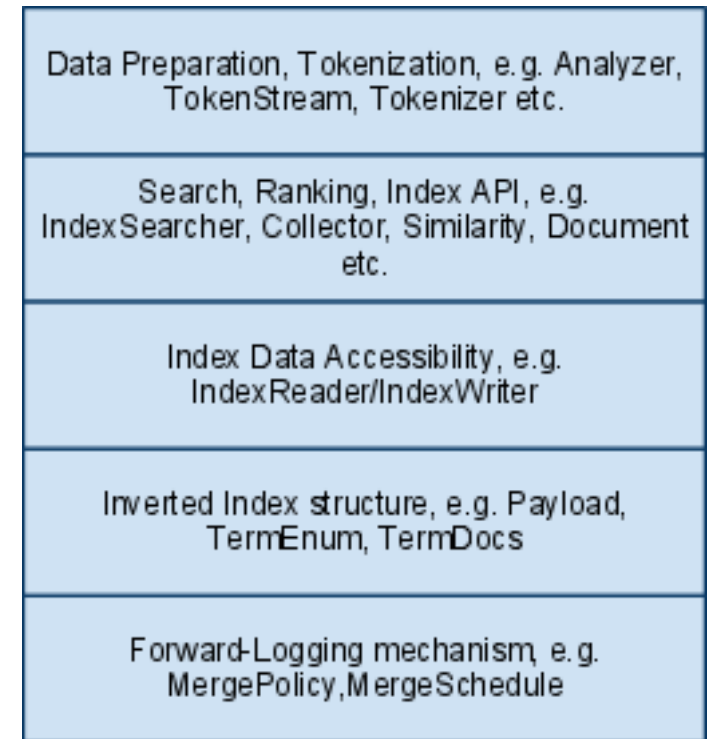 Data Preparation, Tokenization, e.g. Analyzer,
TokenStream, Tokenizer etc.
Search, Ranking, Index API, e.g.
IndexSearcher, Collector, Similarity, Document
etc.
Index Data Accessibility, e.g.
IndexReader/IndexWriter
Inverted Index structure, e.g. Payload,
TermEnum, TermDocs
Forward-Logging mechanism, e.g.
MergePolicy,MergeSchedule